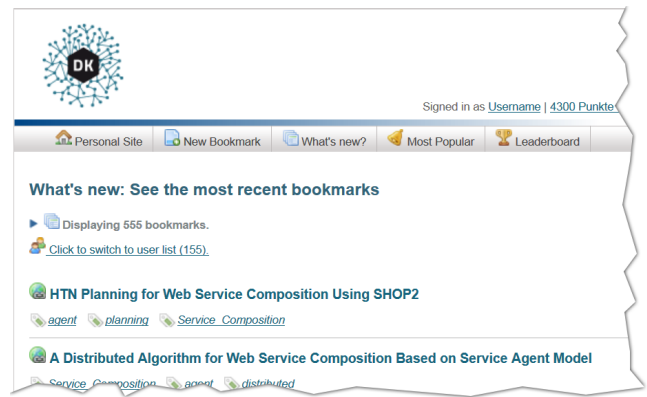 DK
Signed in as Username | 4300 Punkte
Personal Site New Bookmark What's new? Most Popular Leaderboard
What's new: See the most recent bookmarks
Displaying 555 bookmarks.
Click to switch to user list (155).
HTN Planning for Web Service Composition Using SHOP2
agent planning Service_Composition
A Distributed Algorithm for Web Service Composition Based on Service Agent Model
Service_Composition agent distributed